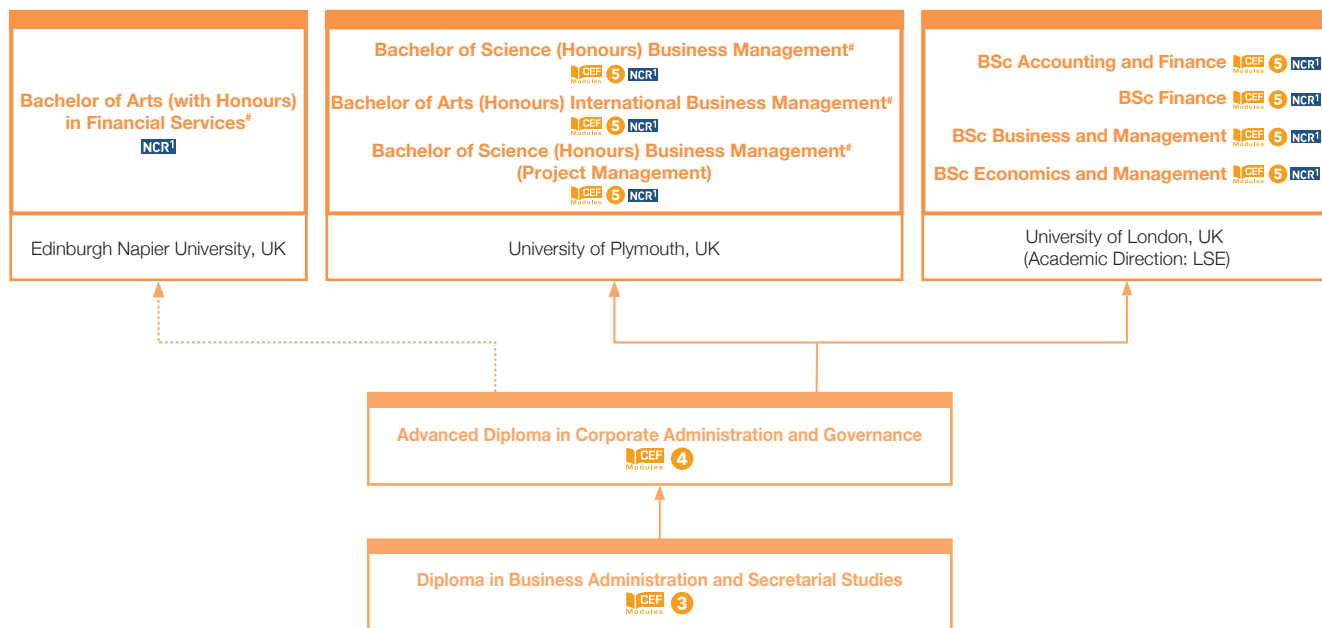 Bachelor of Arts (with Honours)
in Financial Services#
NCR1
Edinburgh Napier University, UK
Bachelor of Science (Honours) Business Management#
CEF Modules 5 NCR1
Bachelor of Arts (Honours) International Business Management#
CEF Modules 5 NCR1
Bachelor of Science (Honours) Business Management#
(Project Management)
CEF Modules 5 NCR1
University of Plymouth, UK
BSc Accounting and Finance CEF Modules 5 NCR1
BSc Finance CEF Modules 5 NCR1
BSc Business and Management CEF Modules 5 NCR1
BSc Economics and Management CEF Modules 5 NCR1
University of London, UK
(Academic Direction: LSE)
Advanced Diploma in Corporate Administration and Governance
CEF Modules 4
Diploma in Business Administration and Secretarial Studies
CEF Modules 3